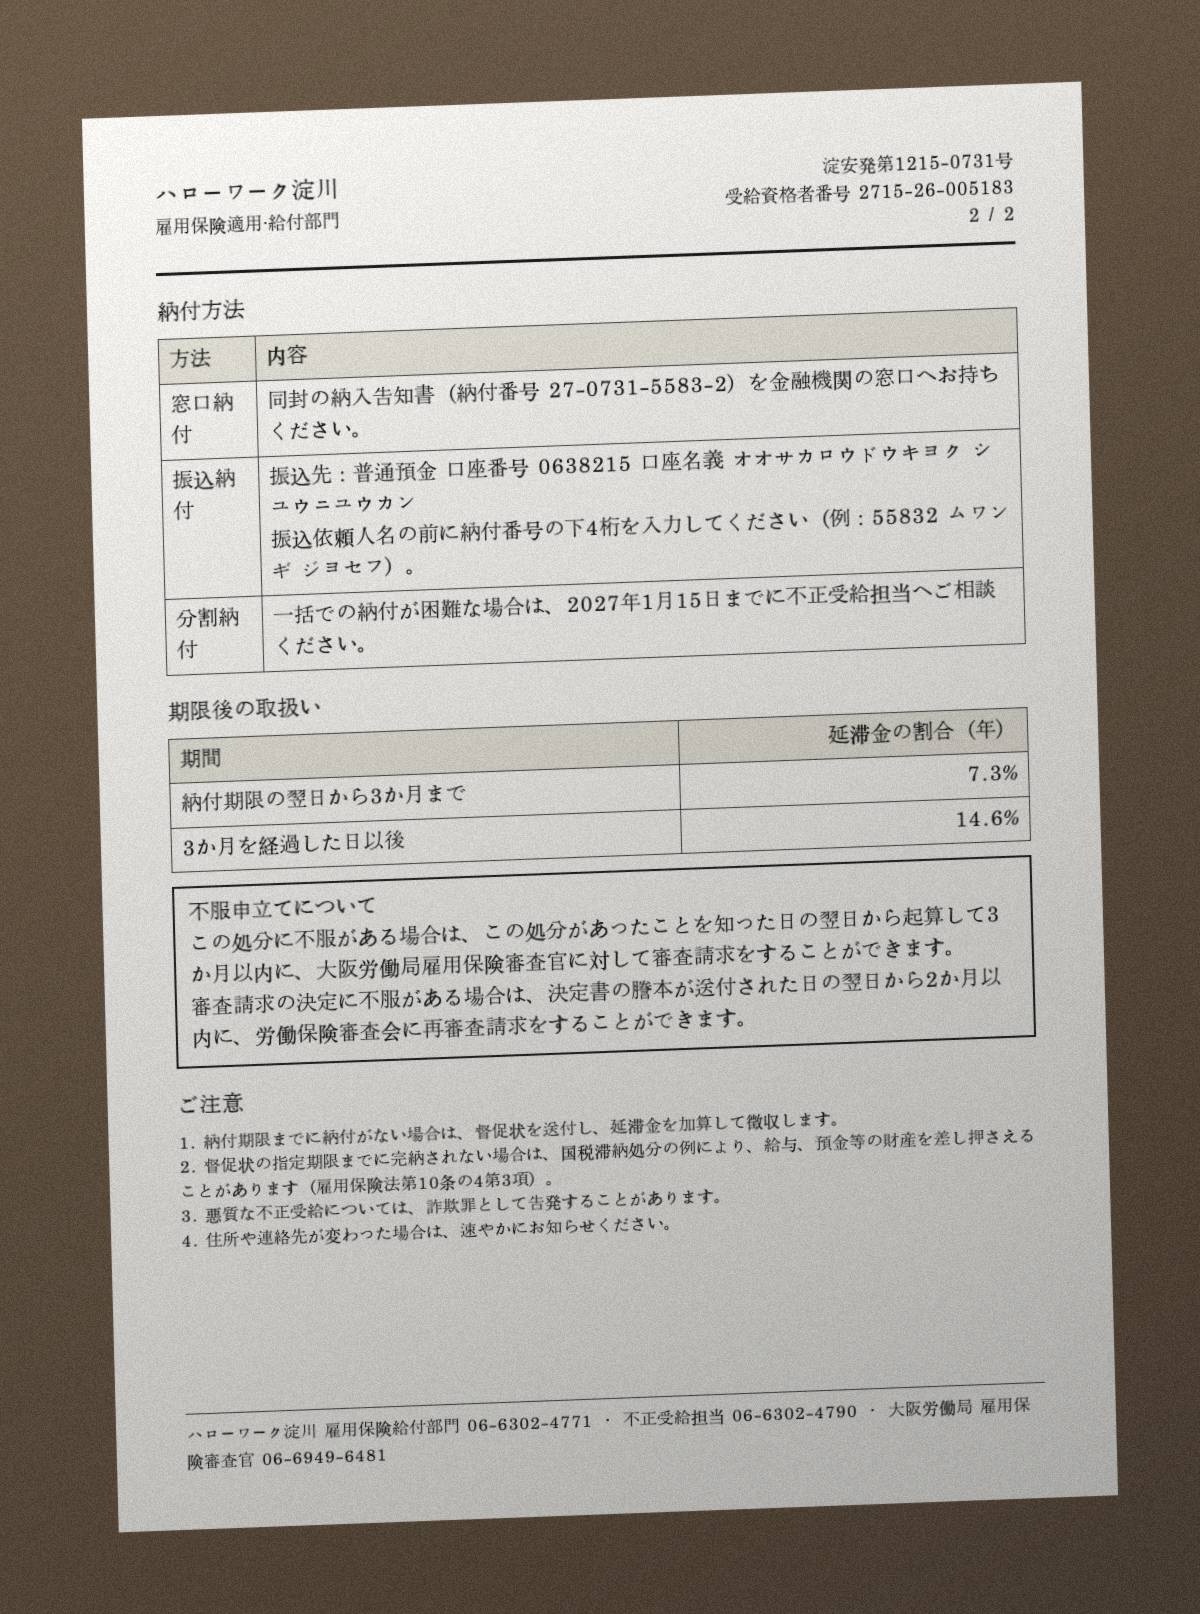 ハローワーク淀川
雇用保険適用·給付部門
淀安発第1215-0731号
受給資格者番号 2715-26-005183
2 / 2
納付方法
方法 内容
窓口納付 同封の納入告知書（納付番号 27-0731-5583-2）を金融機関の窓口へお持ち
ください。
振込納付 振込先：普通預金 口座番号 0638215 口座名義 オオサカロウドウキヨク シ
ユウニユウカン
振込依頼人名の前に納付番号の下4桁を入力してください（例：55832 ムワン
ギ ジヨセフ）。
分割納付 一括での納付が困難な場合は、2027年1月15日までに不正受給担当へご相談
ください。
期限後の取扱い
期間 延滞金の割合（年）
納付期限の翌日から3か月まで 7.3%
3か月を経過した日以後 14.6%
不服申立てについて
この処分に不服がある場合は、この処分があったことを知った日の翌日から起算して3
か月以内に、大阪労働局雇用保険審査官に対して審査請求をすることができます。
審査請求の決定に不服がある場合は、決定書の謄本が送付された日の翌日から2か月以
内に、労働保険審査会に再審査請求をすることができます。
ご注意
1. 納付期限までに納付がない場合は、督促状を送付し、延滞金を加算して徴収します。
2. 督促状の指定期限までに完納されない場合は、国税滞納処分の例により、給与、預金等の財産を差し押さえる
ことがあります（雇用保険法第10条の4第3項）。
3. 悪質な不正受給については、詐欺罪として告発することがあります。
4. 住所や連絡先が変わった場合は、速やかにお知らせください。
ハローワーク淀川 雇用保険給付部門 06-6302-4771 · 不正受給担当 06-6302-4790 · 大阪労働局 雇用保
険審査官 06-6949-6481